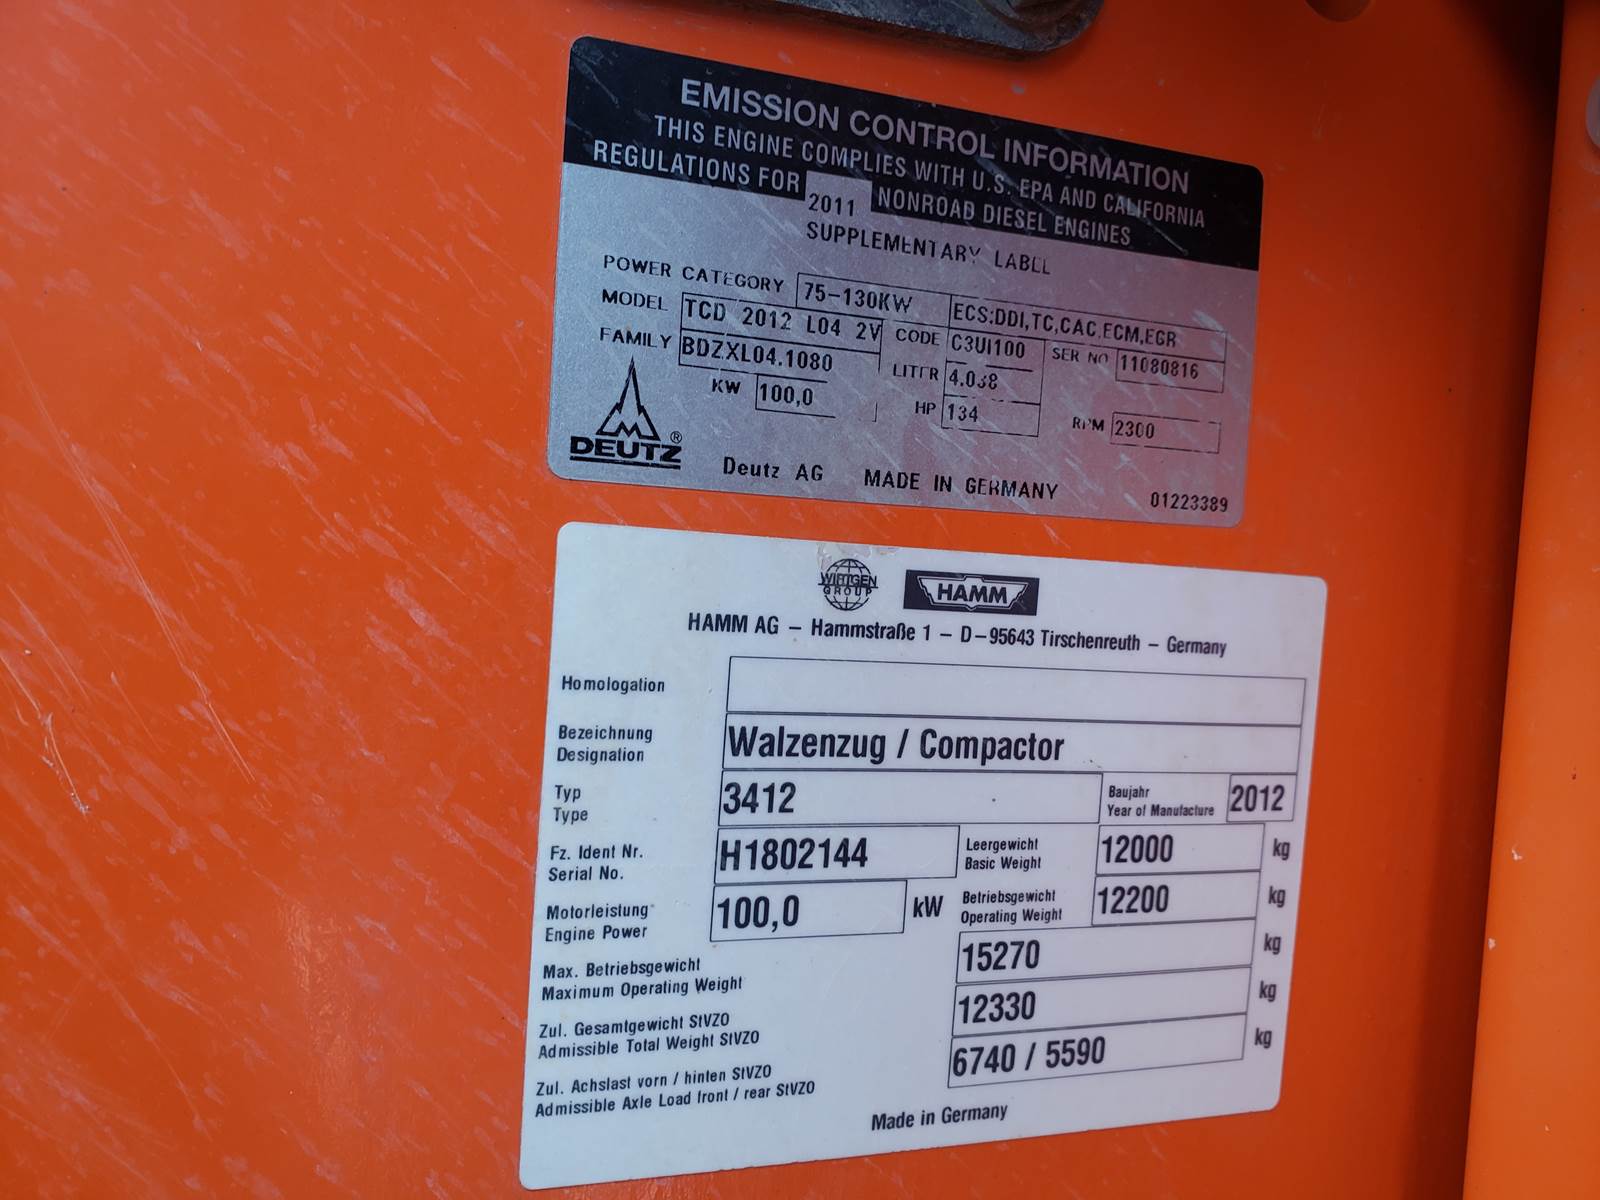 EMISSION CONTROL INFORMATION
THIS ENGINE COMPLIES WITH U.S. EPA AND CALIFORNIA
REGULATIONS FOR 2011 NONROAD DIESEL ENGINES
SUPPLEMENTARY LABEL
POWER CATEGORY 75-130KW ECS:DDI,TC,CAC.ECM,EGR
MODEL TCD 2012 L04 2V CODE C3UI100 SER NO 11080816
FAMILY BDZXL04.1080 LITER 4.038
KW 100,0 HP 134 RPM 2300
DEUTZ ®
Deutz AG MADE IN GERMANY 01223389
WIRTGEN GROUP HAMM
HAMM AG – Hammstraße 1 – D-95643 Tirschenreuth – Germany
Homologation
Bezeichnung
Designation
Walzenzug / Compactor
Typ
Type
3412
Baujahr
Year of Manufacture
2012
Fz. Ident Nr.
Serial No.
H1802144
Leergewicht
Basic Weight
12000 kg
Motorleistung
Engine Power
100,0 kW
Betriebsgewicht
Operating Weight
12200 kg
Max. Betriebsgewicht
Maximum Operating Weight
15270 kg
Zul. Gesamtgewicht StVZO
Admissible Total Weight StVZO
12330 kg
Zul. Achslast vorn / hinten StVZO
Admissible Axle Load front / rear StVZO
6740 / 5590 kg
Made in Germany